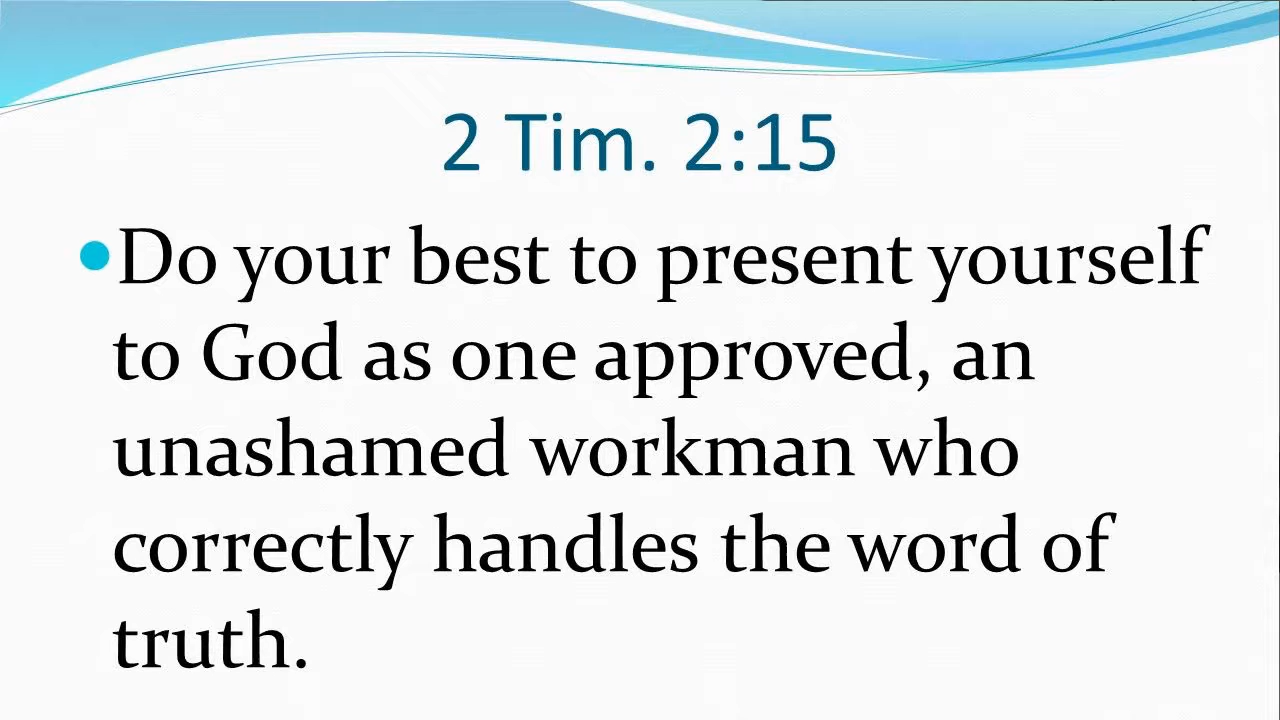 2 Tim. 2:15
•Do your best to present yourself
to God as one approved, an
unashamed workman who
correctly handles the word of
truth.